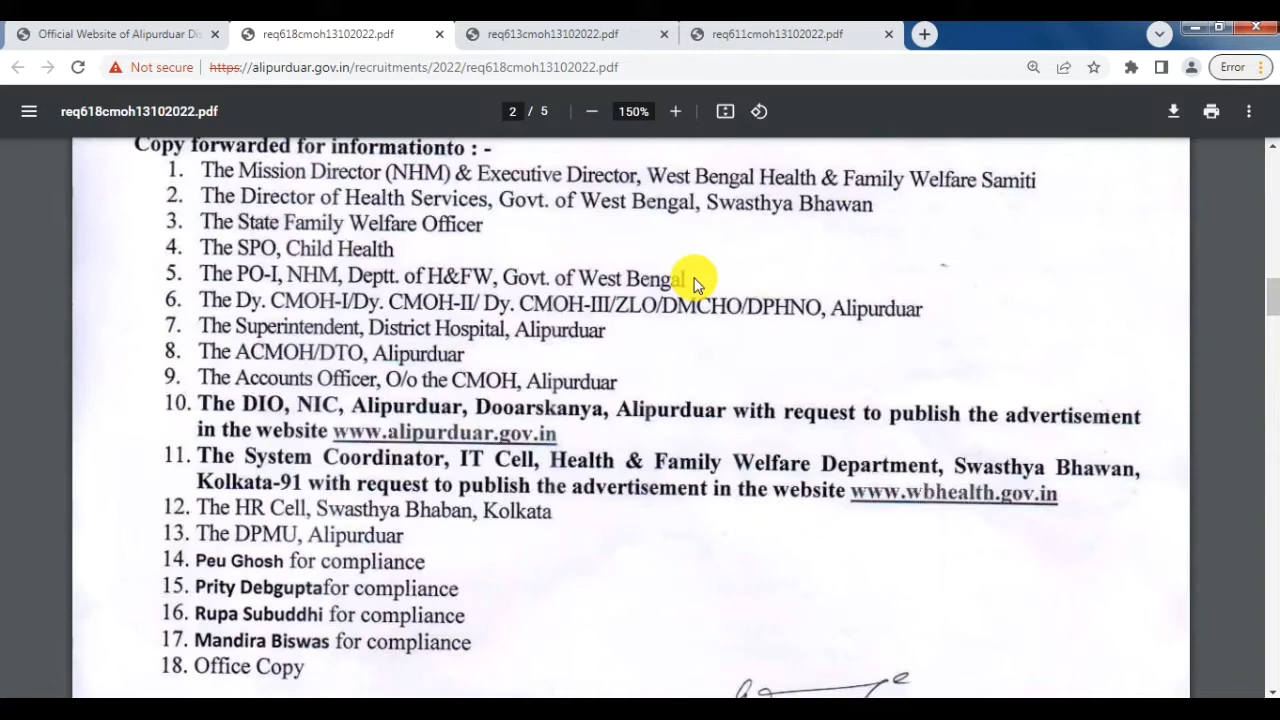 Official Website of Alipurduar Dis
req618cmoh13102022.pdf
req613cmoh13102022.pdf
req611cmoh13102022.pdf
Not secure
https://alipurduar.gov.in/recruitments/2022/req618cmoh13102022.pdf
Error
req618cmoh13102022.pdf
2 / 5
150%
Copy forwarded for informationto : -
1. The Mission Director (NHM) & Executive Director, West Bengal Health & Family Welfare Samiti
2. The Director of Health Services, Govt. of West Bengal, Swasthya Bhawan
3. The State Family Welfare Officer
4. The SPO, Child Health
5. The PO-I, NHM, Deptt. of H&FW, Govt. of West Bengal
6. The Dy. CMOH-I/Dy. CMOH-II/ Dy. CMOH-III/ZLO/DMCHO/DPHNO, Alipurduar
7. The Superintendent, District Hospital, Alipurduar
8. The ACMOH/DTO, Alipurduar
9. The Accounts Officer, O/o the CMOH, Alipurduar
10. The DIO, NIC, Alipurduar, Dooarskanya, Alipurduar with request to publish the advertisement
in the website www.alipurduar.gov.in
11. The System Coordinator, IT Cell, Health & Family Welfare Department, Swasthya Bhawan,
Kolkata-91 with request to publish the advertisement in the website www.wbhealth.gov.in
12. The HR Cell, Swasthya Bhaban, Kolkata
13. The DPMU, Alipurduar
14. Peu Ghosh for compliance
15. Prity Debguptafor compliance
16. Rupa Subuddhi for compliance
17. Mandira Biswas for compliance
18. Office Copy